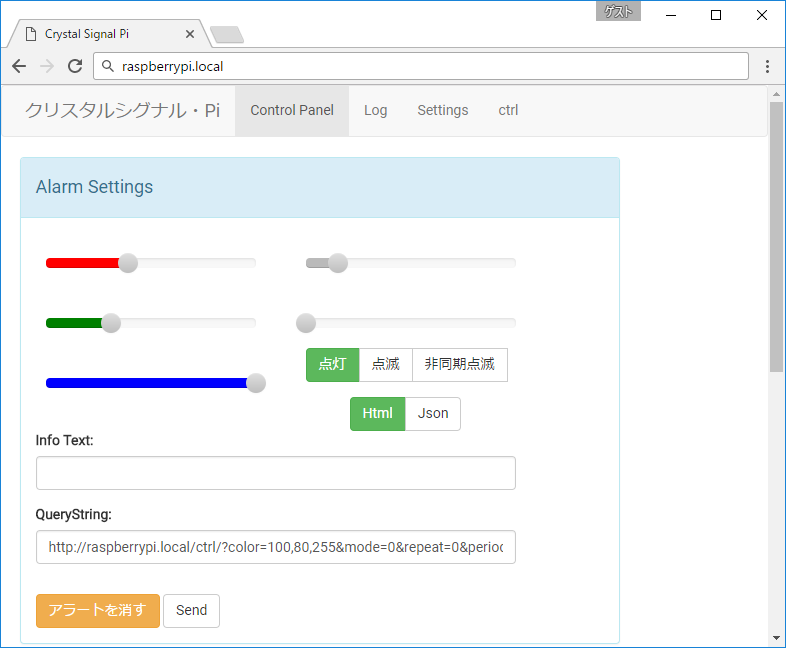 ゲスト
Crystal Signal Pi
raspberrypi.local
クリスタルシグナル・Pi Control Panel Log Settings ctrl
Alarm Settings
点灯 点滅 非同期点滅
Html Json
Info Text:
QueryString:
http://raspberrypi.local/ctrl/?color=100,80,255&mode=0&repeat=0&period
アラートを消す Send